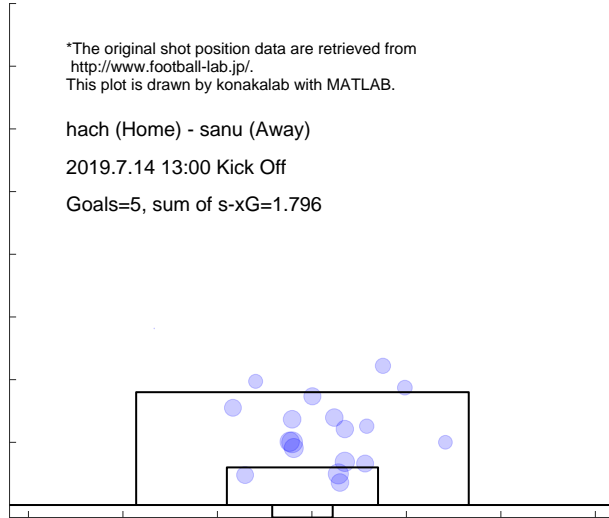 *The original shot position data are retrieved from
http://www.football-lab.jp/.
This plot is drawn by konakalab with MATLAB.
hach (Home) - sanu (Away)
2019.7.14 13:00 Kick Off
Goals=5, sum of s-xG=1.796